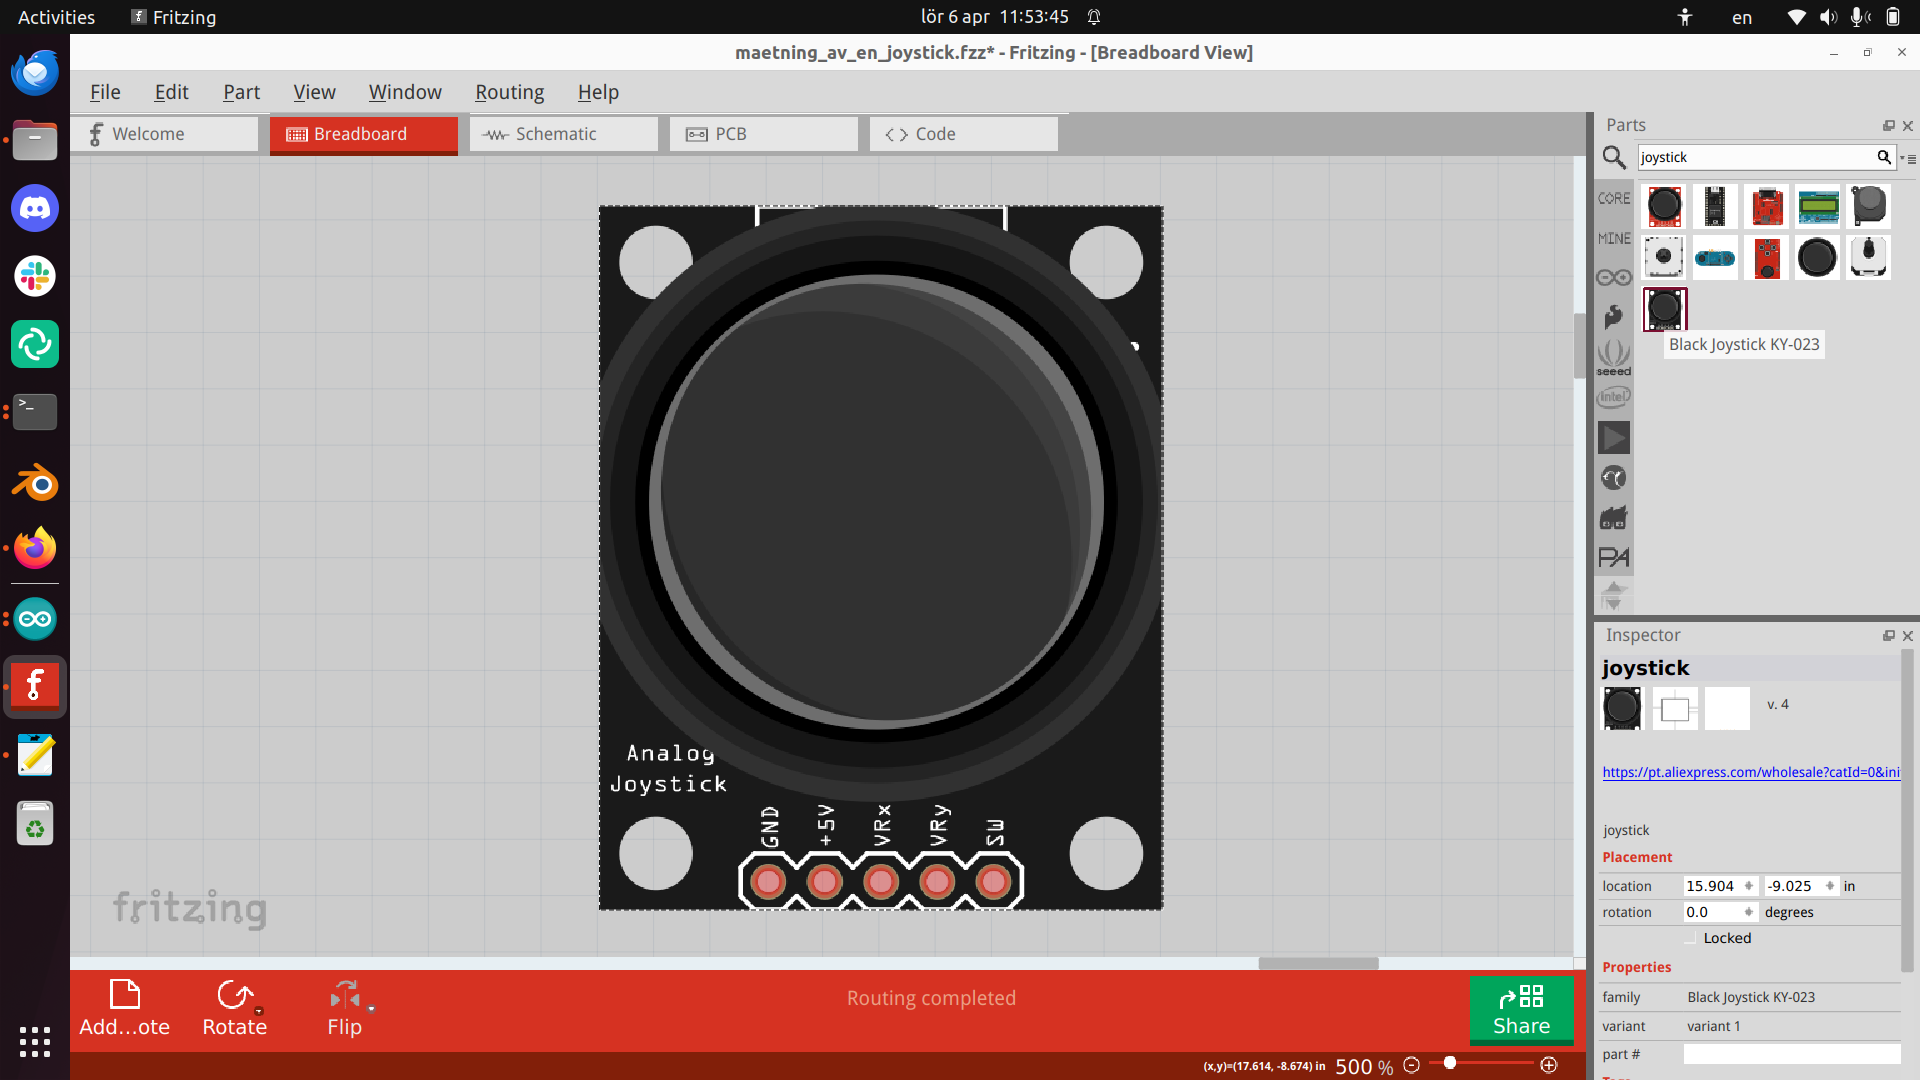 Activities
Fritzing
lör 6 apr 11:53:45
en
maetning_av_en_joystick.fzz* - Fritzing - [Breadboard View]
File Edit Part View Window Routing Help
Welcome
Breadboard
Schematic
PCB
Code
Parts
joystick
CORE
MINE
seeed
intel
PA
Black Joystick KY-023
Analog
Joystick
GND
+5V
VRx
VRy
SW
fritzing
Inspector
joystick
v. 4
https://pt.aliexpress.com/wholesale?catId=0&ini
joystick
Placement
location 15.904 -9.025 in
rotation 0.0 degrees
Locked
Properties
family Black Joystick KY-023
variant variant 1
part #
Add...ote
Rotate
Flip
Routing completed
Share
(x,y)=(17.614, -8.674) in 500 %